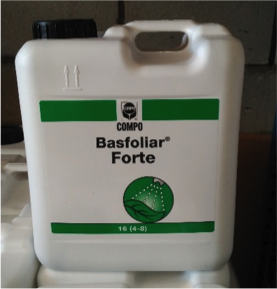 COMPO
Basfoliar®
Forte
16 (4-8)